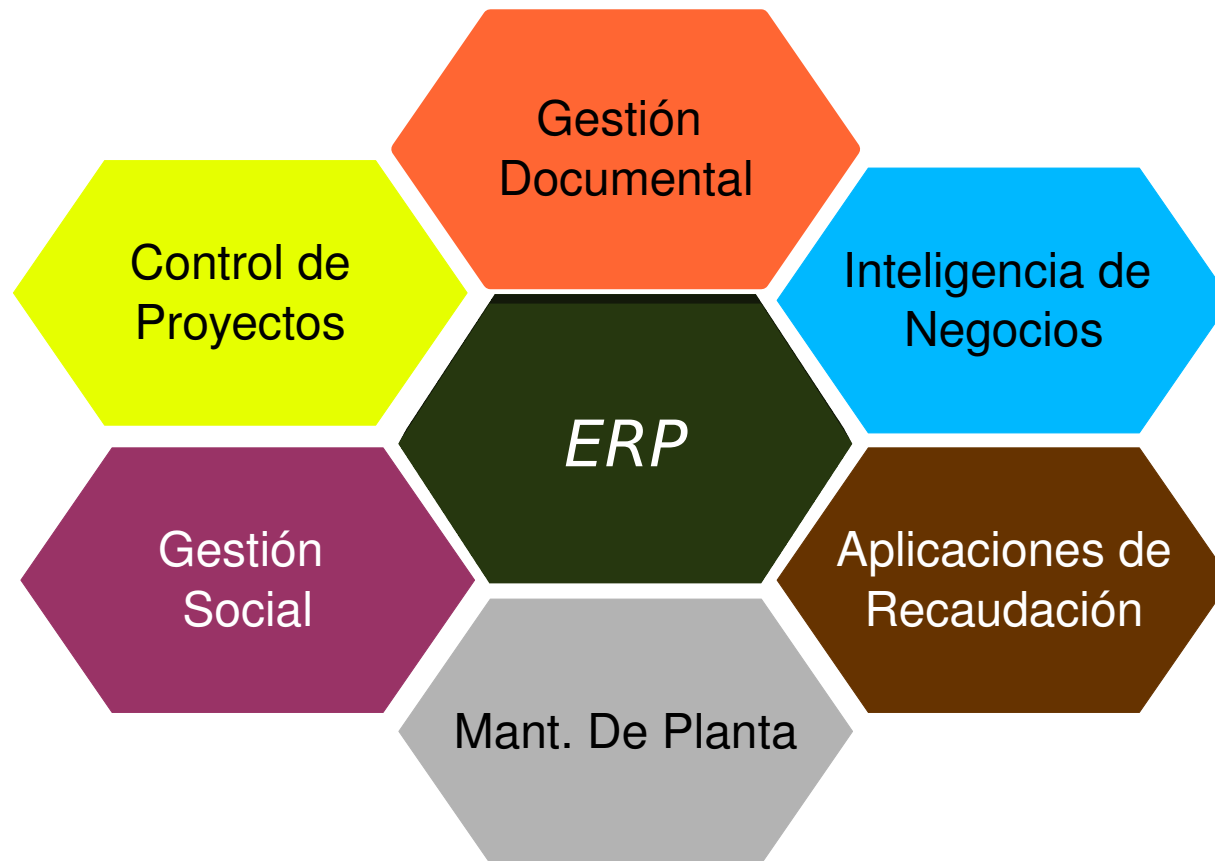 Gestión
Documental
Control de
Proyectos
Inteligencia de
Negocios
ERP
Gestión
Social
Aplicaciones de
Recaudación
Mant. De Planta